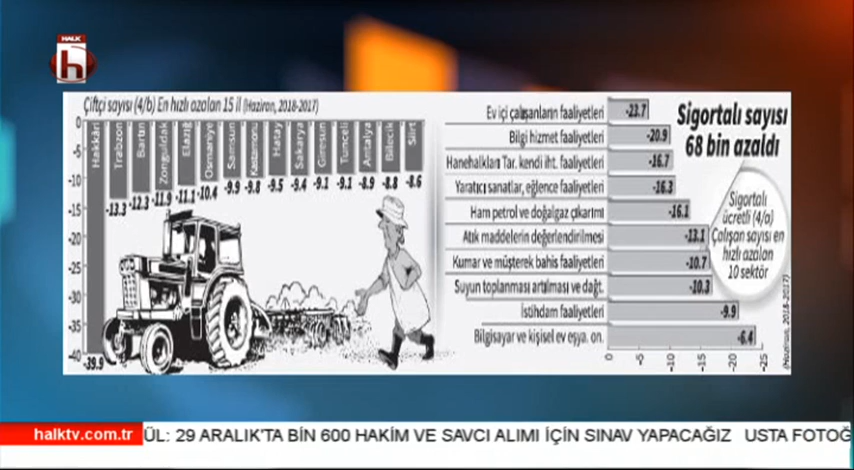 HALK
h
Çiftçi sayısı (4/b) En hızlı azalan 15 il (Haziran, 2018-2017)
0
-5
-10
-15
-20
-25
-30
-35
-40
Hakkâri
Trabzon
Bartın
Zonguldak
Elazığ
Osmaniye
Samsun
Kastamonu
Hatay
Sakarya
Giresun
Tunceli
Antalya
Bilecik
Siirt
-39.9
-13.3
-12.3
-11.9
-11.1
-10.4
-9.9
-9.8
-9.5
-9.4
-9.1
-9.1
-8.9
-8.8
-8.6
Ev içi çalışanların faaliyetleri -23.7
Bilgi hizmet faaliyetleri -20.9
Hanehalkları Tar. kendi iht. faaliyetleri -16.7
Yaratıcı sanatlar, eğlence faaliyetleri -16.3
Ham petrol ve doğalgaz çıkarımı -16.1
Atık maddelerin değerlendirilmesi -13.1
Kumar ve müşterek bahis faaliyetleri -10.7
Suyun toplanması arıtılması ve dağt. -10.3
İstihdam faaliyetleri -9.9
Bilgisayar ve kişisel ev eşya. on. -6.4
0 -5 -10 -15 -20 -25
Sigortalı sayısı
68 bin azaldı
Sigortalı
ücretli (4/a)
Çalışan sayısı en
hızlı azalan
10 sektör
(Haziran, 2018-2017)
halktv.com.tr ÜL: 29 ARALIK'TA BİN 600 HAKİM VE SAVCI ALIMI İÇİN SINAV YAPACAĞIZ USTA FOTOĞ